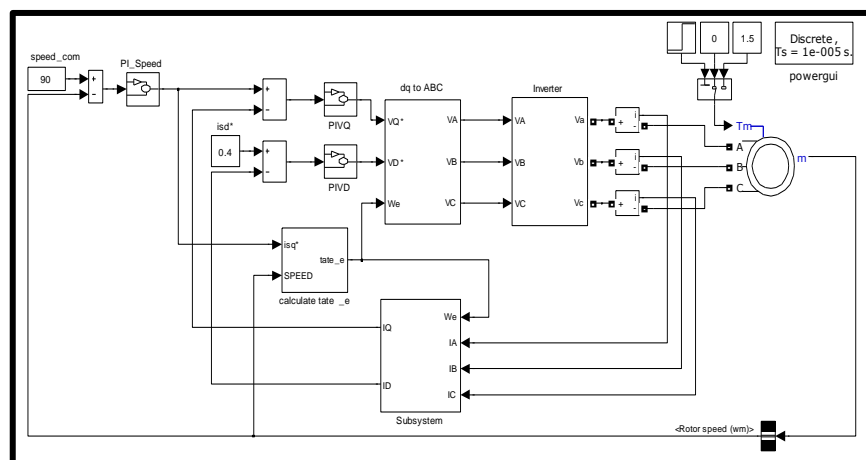 speed_com
90
+
−
PI_Speed
+
−
PIVQ
isd*
0.4
+
−
PIVD
dq to ABC
VQ*
VD*
We
VA
VB
VC
Inverter
VA
VB
VC
Va
Vb
Vc
+
-
i
+
-
i
+
-
i
0
1.5
Discrete,
Ts = 1e-005 s.
powergui
Tm
A
B
C
m
isq*
SPEED
tate_e
calculate tate _e
We
IA
IB
IC
IQ
ID
Subsystem
<Rotor speed (wm)>